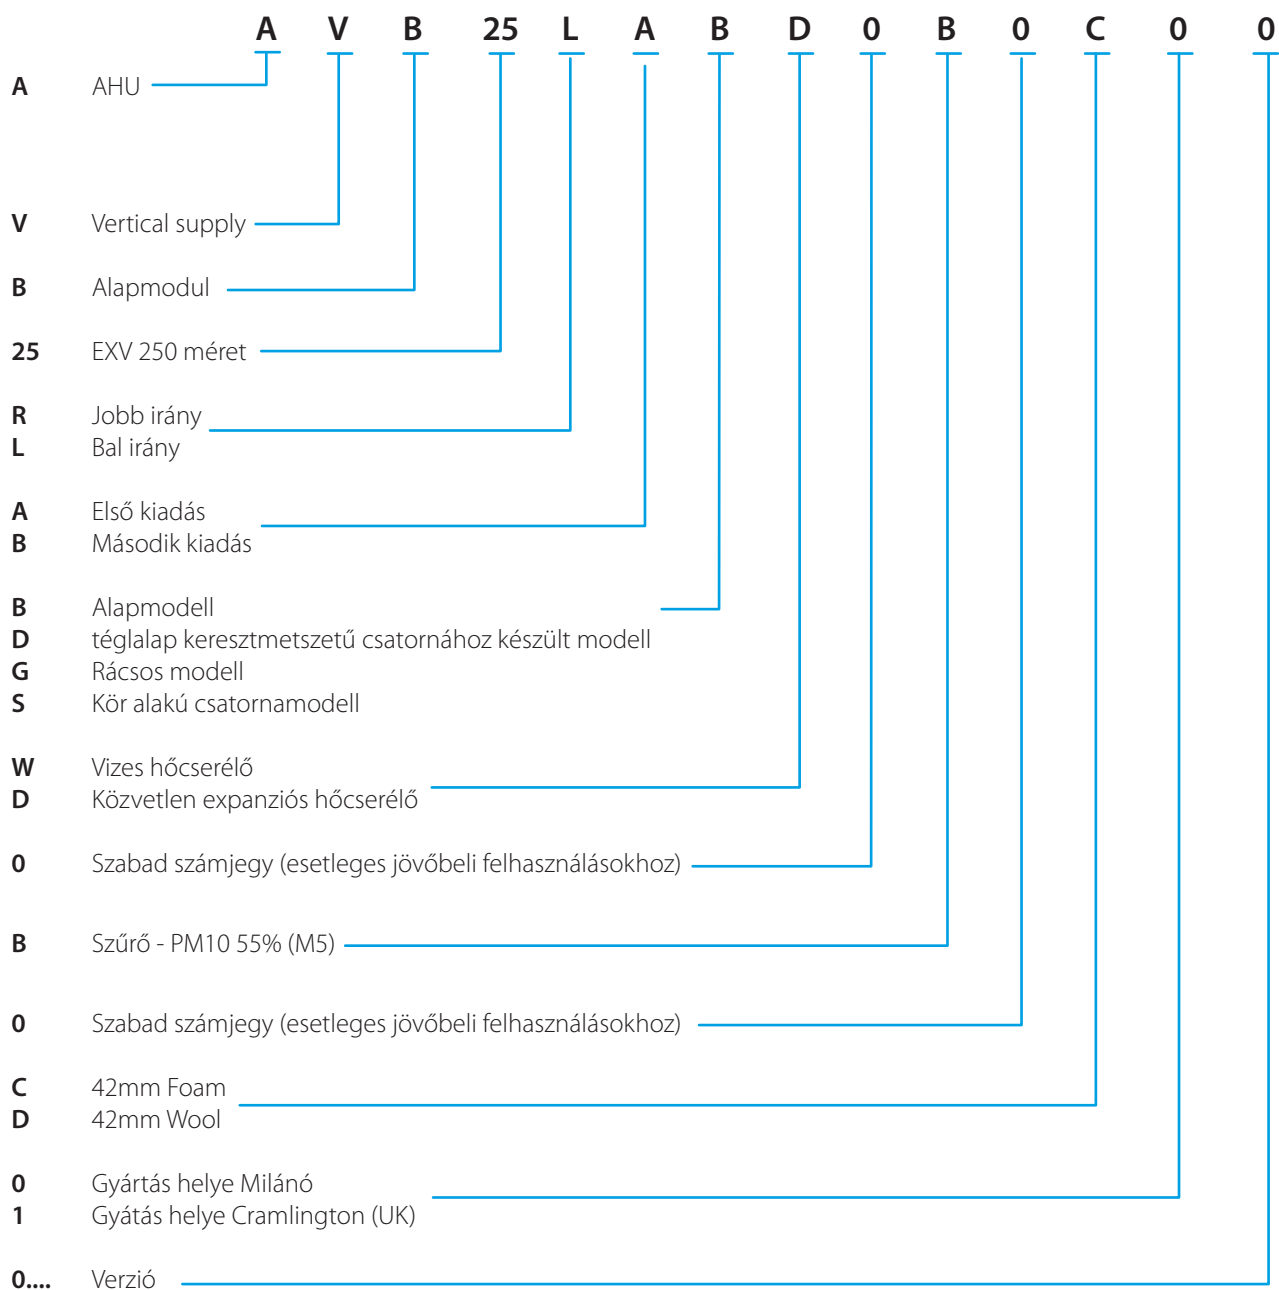 A V B 25 L A B D 0 B 0 C 0 0
A AHU
V Vertical supply
B Alapmodul
25 EXV 250 méret
R Jobb irány
L Bal irány
A Első kiadás
B Második kiadás
B Alapmodell
D téglalap keresztmetszetű csatornához készült modell
G Rácsos modell
S Kör alakú csatornamodell
W Vizes hőcserélő
D Közvetlen expanziós hőcserélő
0 Szabad számjegy (esetleges jövőbeli felhasználásokhoz)
B Szűrő - PM10 55% (M5)
0 Szabad számjegy (esetleges jövőbeli felhasználásokhoz)
C 42mm Foam
D 42mm Wool
0 Gyártás helye Milánó
1 Gyátás helye Cramlington (UK)
0.... Verzió